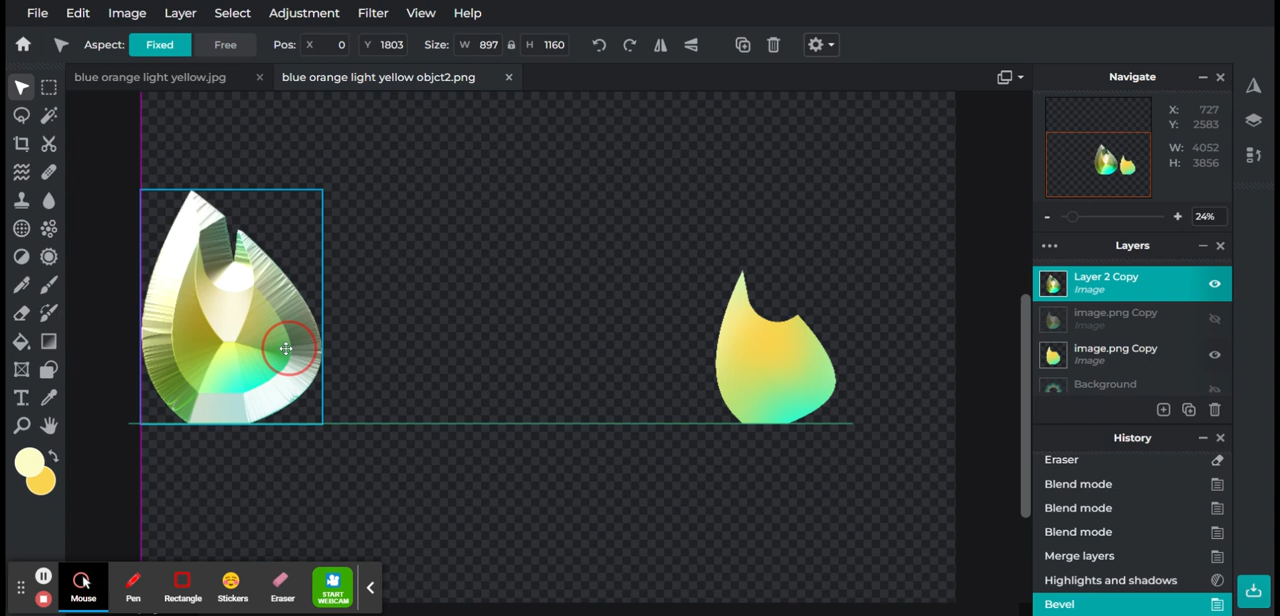 File Edit Image Layer Select Adjustment Filter View Help
Aspect: Fixed Free Pos: X 0 Y 1803 Size: W 897 H 1160
blue orange light yellow.jpg × blue orange light yellow objct2.png ×
Navigate
X: 727
Y: 2583
W: 4052
H: 3856
- + 24%
Layers
Layer 2 Copy
Image
image.png Copy
Image
image.png Copy
Image
Background
T
History
Eraser
Blend mode
Blend mode
Blend mode
Merge layers
Highlights and shadows
Bevel
START
WEBCAM
Mouse Pen Rectangle Stickers Eraser